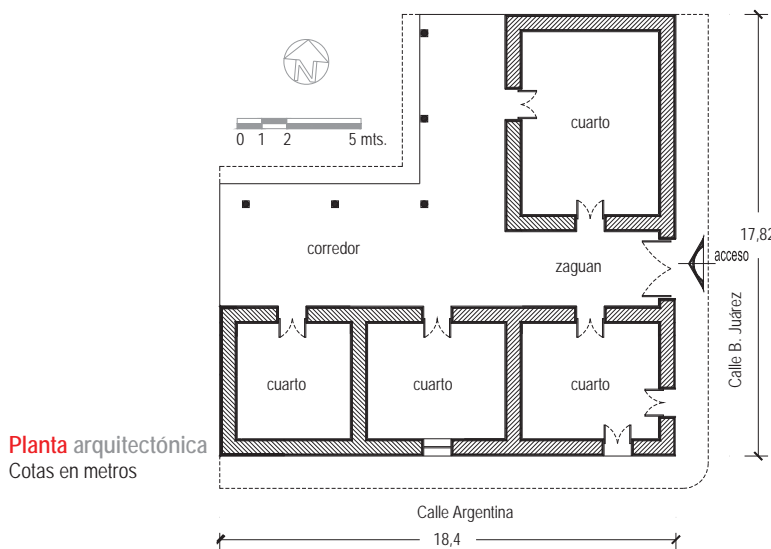 N
0 1 2 5 mts.
cuarto
17,82
acceso
corredor
zaguan
Calle B. Juárez
cuarto
cuarto
cuarto
Planta arquitectónica
Cotas en metros
Calle Argentina
18,4